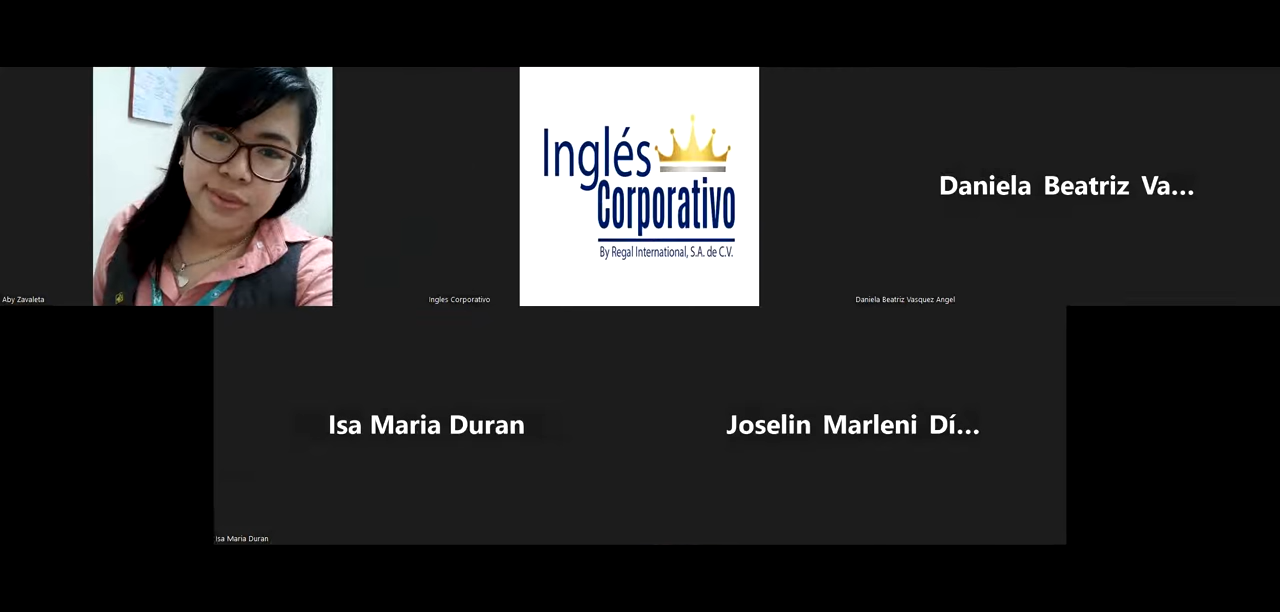 Inglés
Corporativo
By Regal International, S.A. de C.V.
Daniela Beatriz Va...
Aby Zavaleta
Ingles Corporativo
Daniela Beatriz Vasquez Angel
Isa Maria Duran
Joselin Marleni Dí...
Isa Maria Duran